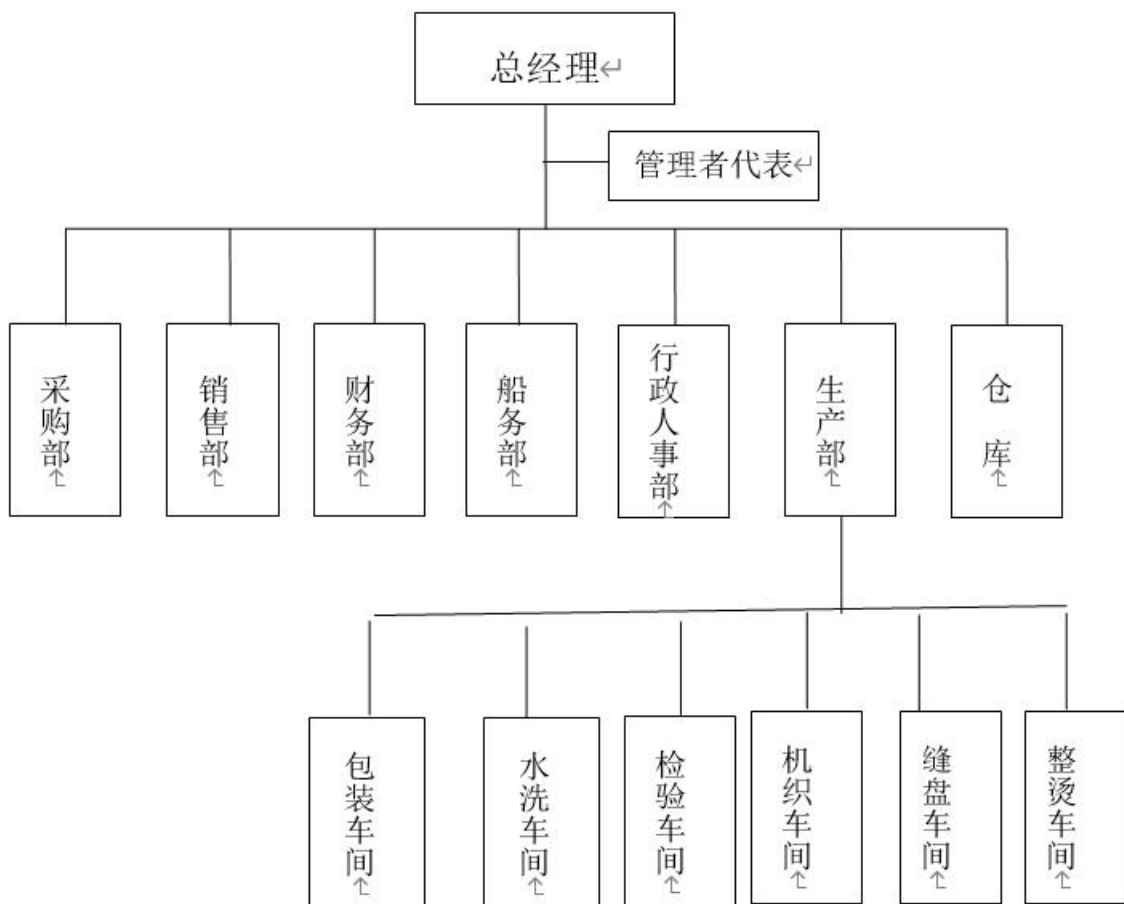 总经理
管理者代表
采购部
销售部
财务部
船务部
行政人事部
生产部
仓库
包装车间
水洗车间
检验车间
机织车间
缝盘车间
整烫车间